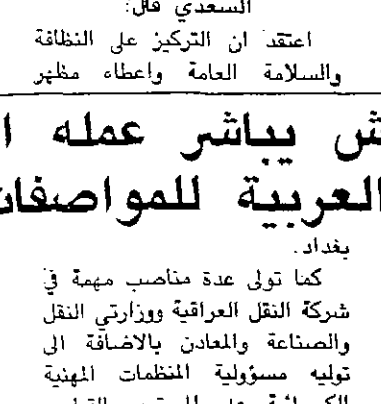 السعدي قال:
اعتقد ان التركيز على النظافة
والسلامة العامة واعطاء مظهر
ش يباشر عمله
العربية للمواصفات
بغداد.
كما تولى عدة مناصب مهمة في
شركة النقل العراقية ووزارتي النقل
والصناعة والمعادن بالاضافة الى
توليه مسؤولية المنظمات المهنية